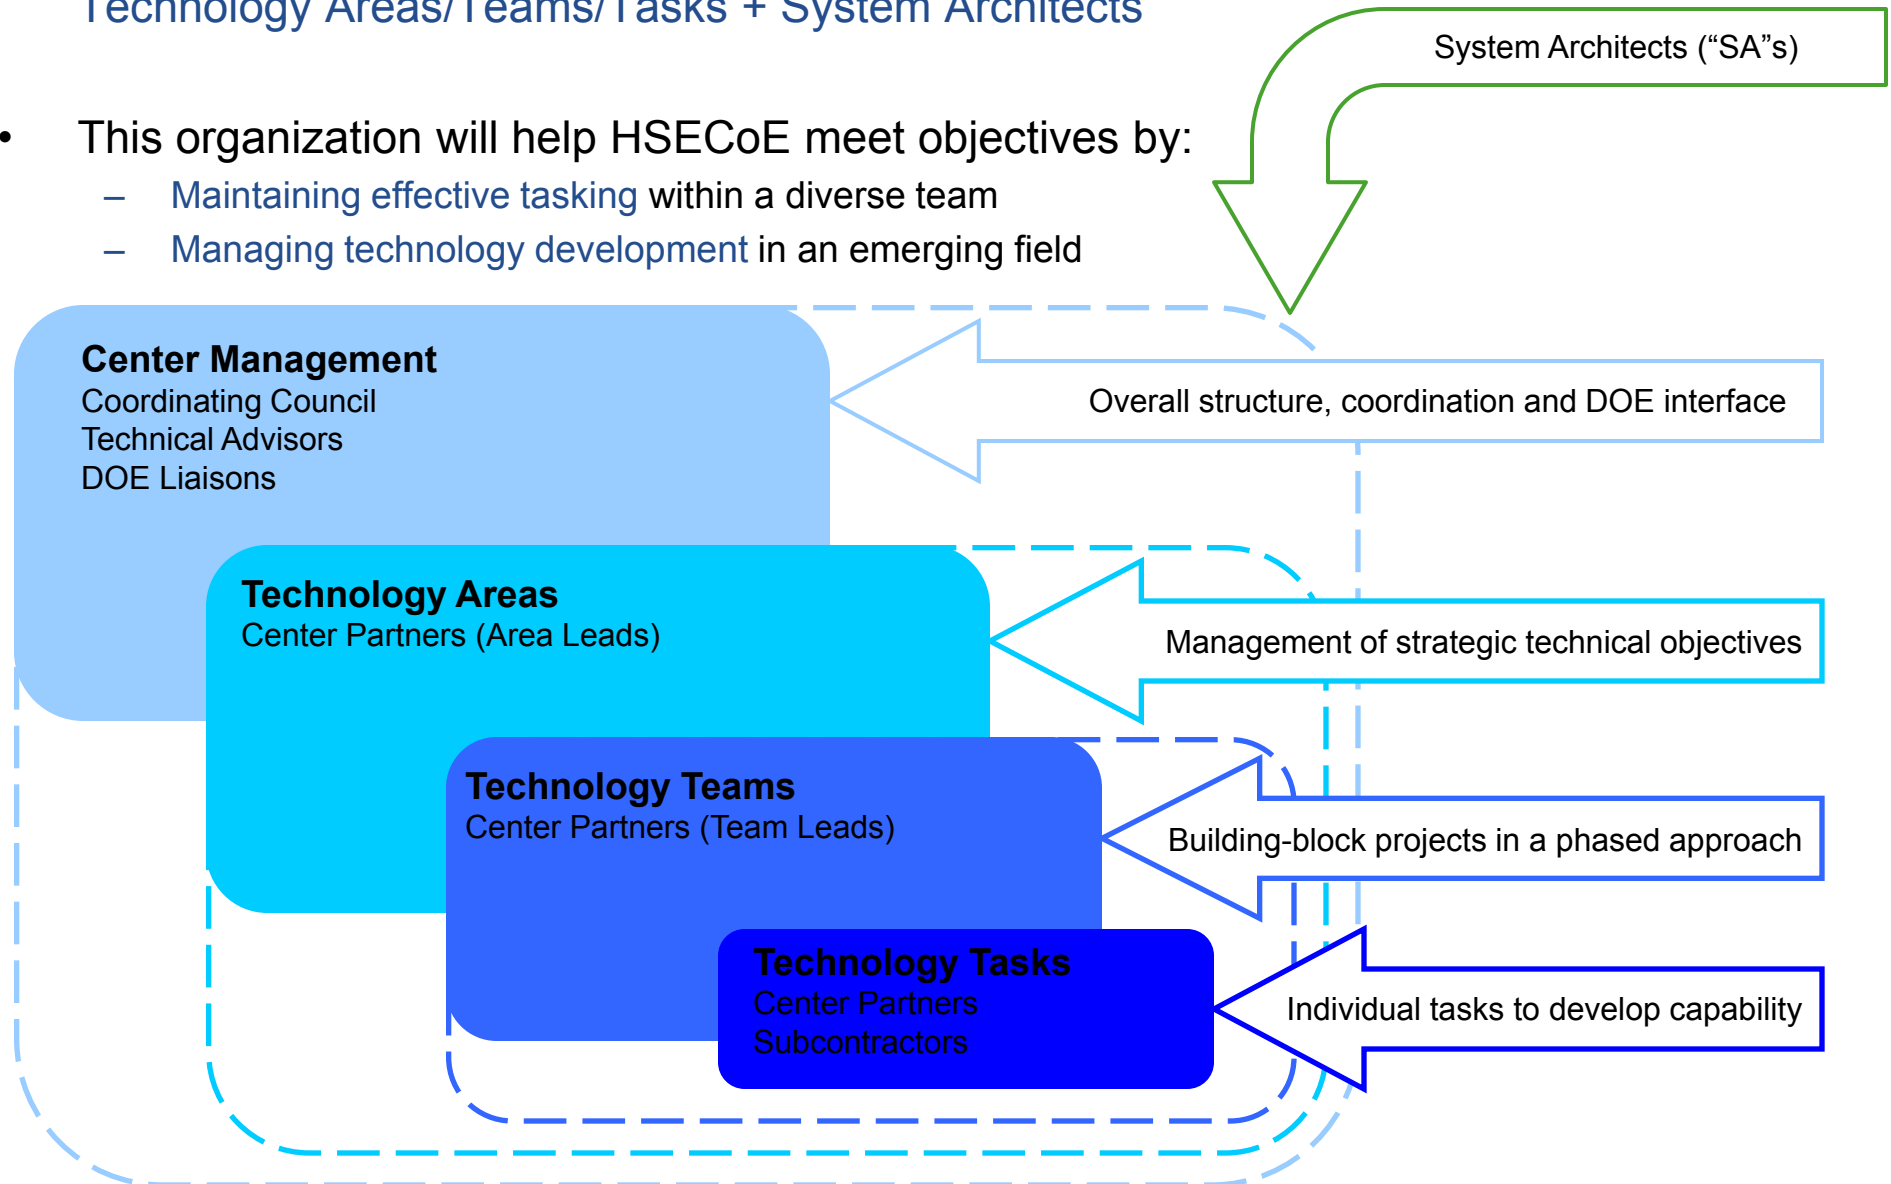 Technology Areas/Teams/Tasks + System Architects
System Architects (“SA”s)
• This organization will help HSECoE meet objectives by:
– Maintaining effective tasking within a diverse team
– Managing technology development in an emerging field
Center Management
Coordinating Council
Technical Advisors
DOE Liaisons
Overall structure, coordination and DOE interface
Technology Areas
Center Partners (Area Leads)
Management of strategic technical objectives
Technology Teams
Center Partners (Team Leads)
Building-block projects in a phased approach
Technology Tasks
Center Partners
Subcontractors
Individual tasks to develop capability